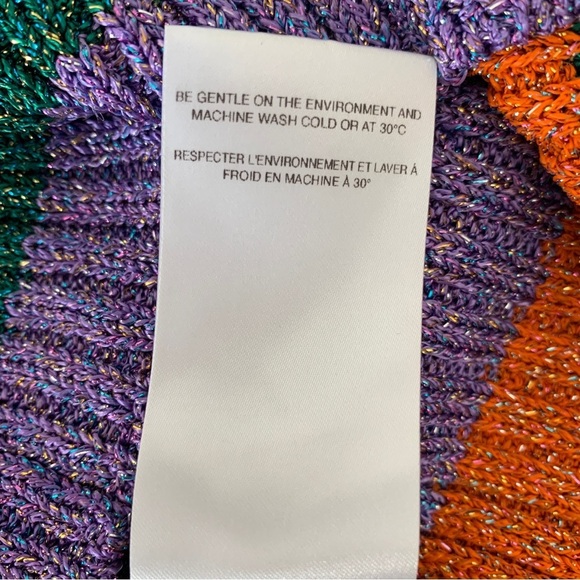 BE GENTLE ON THE ENVIRONMENT AND
MACHINE WASH COLD OR AT 30°C
RESPECTER L'ENVIRONNEMENT ET LAVER À
FROID EN MACHINE À 30°